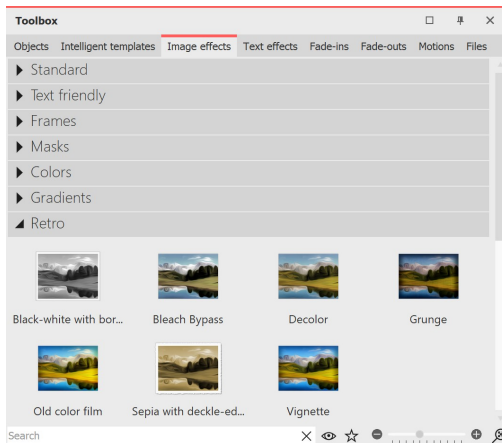 Toolbox
Objects Intelligent templates Image effects Text effects Fade-ins Fade-outs Motions Files
Standard
Text friendly
Frames
Masks
Colors
Gradients
Retro
Black-white with bor... Bleach Bypass Decolor Grunge
Old color film Sepia with deckle-ed... Vignette
Search